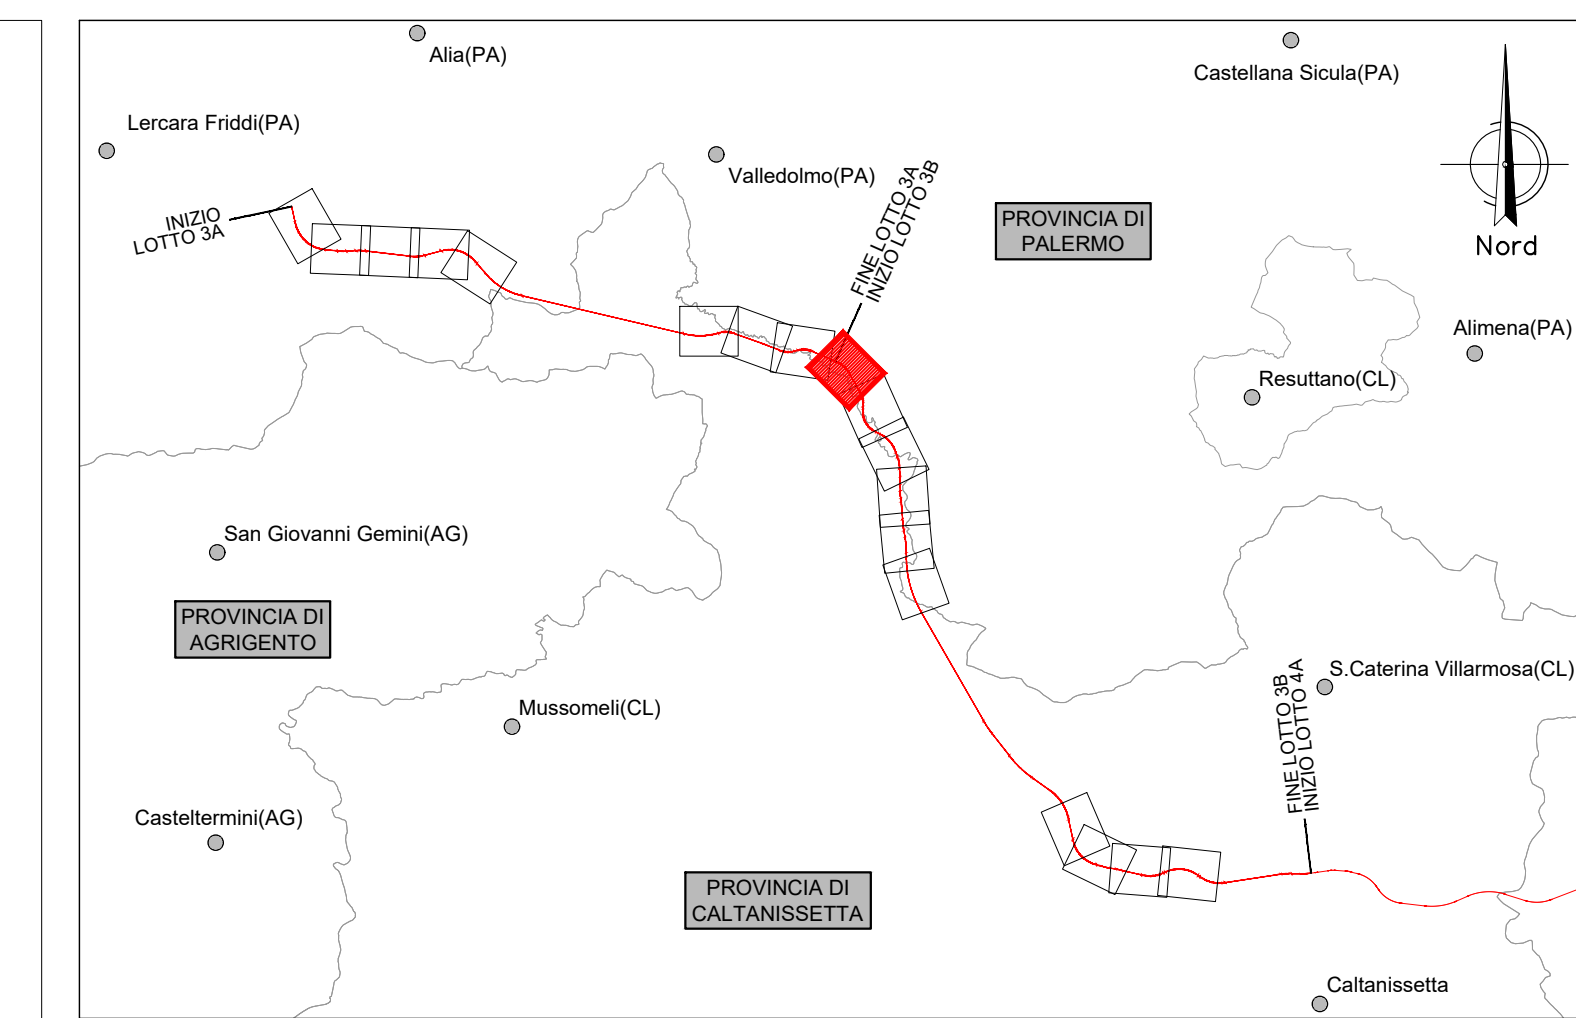 Alia(PA)
Castellana Sicula(PA)
Lercara Friddi(PA)
Valledolmo(PA)
INIZIO
LOTTO 3A
FINE LOTTO 3A
INIZIO LOTTO 3B
PROVINCIA DI
PALERMO
Nord
Alimena(PA)
Resuttano(CL)
San Giovanni Gemini(AG)
PROVINCIA DI
AGRIGENTO
Mussomeli(CL)
S.Caterina Villarmosa(CL)
FINE LOTTO 3B
INIZIO LOTTO 4A
Casteltermini(AG)
PROVINCIA DI
CALTANISSETTA
Caltanissetta